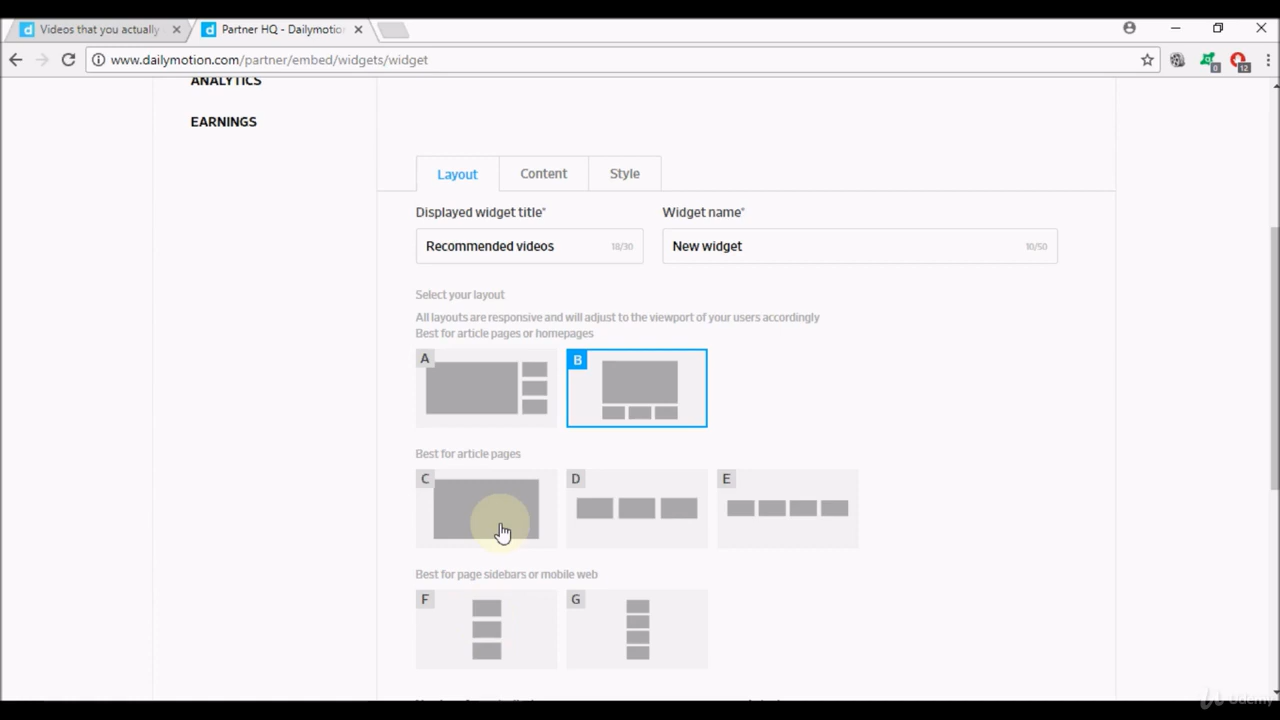 Videos that you actually
Partner HQ - Dailymotion
www.dailymotion.com/partner/embed/widgets/widget
0
12
ANALYTICS
EARNINGS
Layout
Content
Style
Displayed widget title*
Widget name*
Recommended videos
18/30
New widget
10/50
Select your layout
All layouts are responsive and will adjust to the viewport of your users accordingly
Best for article pages or homepages
A
B
Best for article pages
C
D
E
Best for page sidebars or mobile web
F
G
Udemy